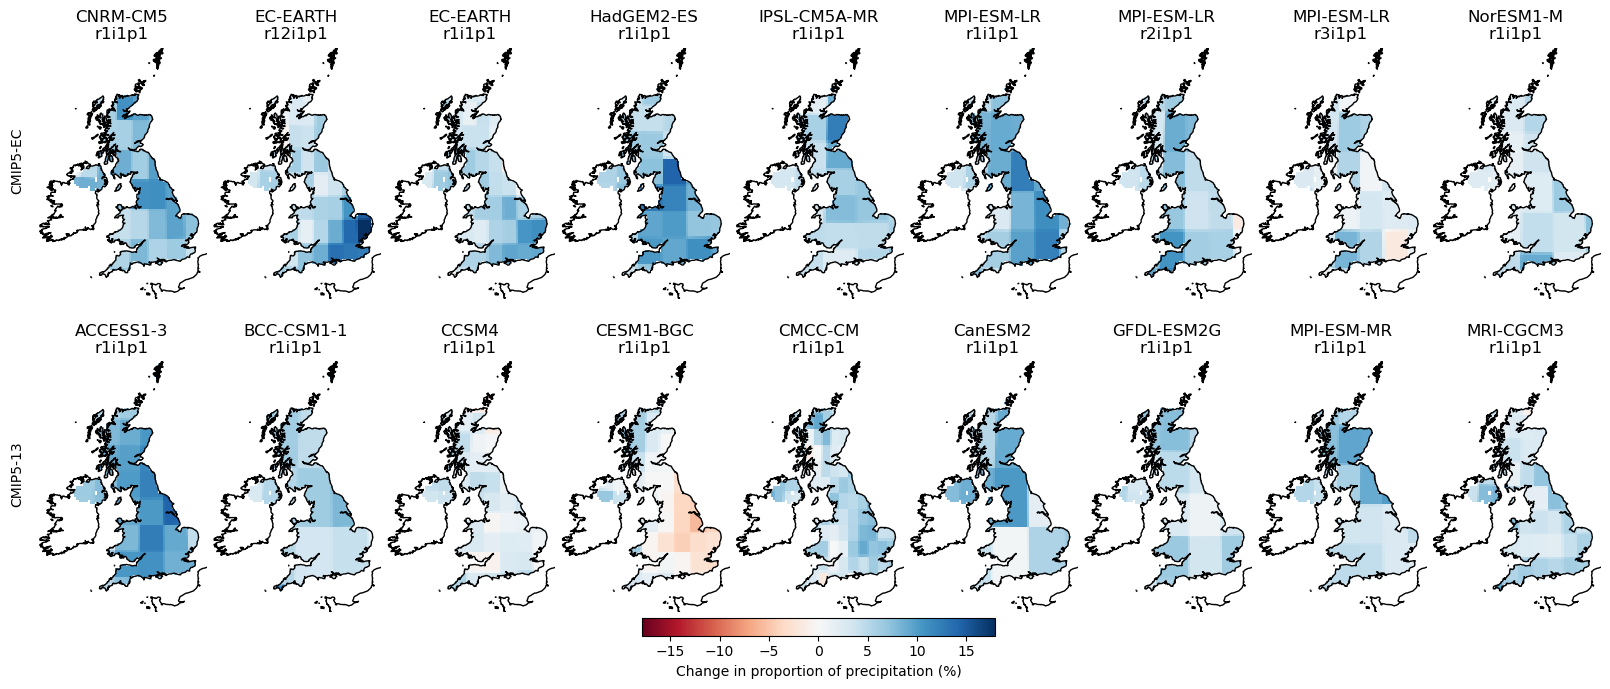 CNRM-CM5 EC-EARTH EC-EARTH HadGEM2-ES IPSL-CM5A-MR MPI-ESM-LR MPI-ESM-LR MPI-ESM-LR NorESM1-M
r1i1p1 r12i1p1 r1i1p1 r1i1p1 r1i1p1 r1i1p1 r2i1p1 r3i1p1 r1i1p1
CMIP5-EC
ACCESS1-3 BCC-CSM1-1 CCSM4 CESM1-BGC CMCC-CM CanESM2 GFDL-ESM2G MPI-ESM-MR MRI-CGCM3
r1i1p1 r1i1p1 r1i1p1 r1i1p1 r1i1p1 r1i1p1 r1i1p1 r1i1p1 r1i1p1
CMIP5-13
−15 −10 −5 0 5 10 15
Change in proportion of precipitation (%)